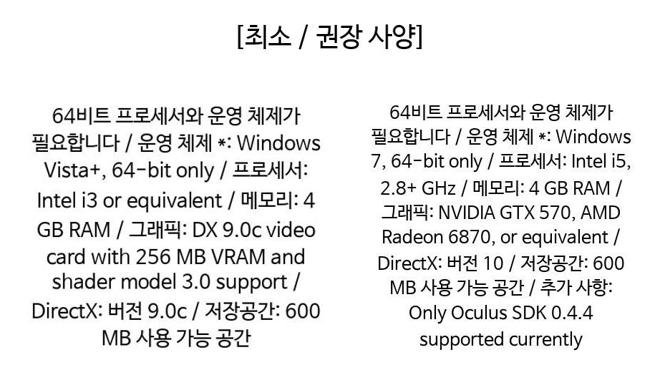 [최소 / 권장 사양]
64비트 프로세서와 운영 체제가
필요합니다 / 운영 체제 *: Windows
Vista+, 64-bit only / 프로세서:
Intel i3 or equivalent / 메모리: 4
GB RAM / 그래픽: DX 9.0c video
card with 256 MB VRAM and
shader model 3.0 support /
DirectX: 버전 9.0c / 저장공간: 600
MB 사용 가능 공간
64비트 프로세서와 운영 체제가
필요합니다 / 운영 체제 *: Windows
7, 64-bit only / 프로세서: Intel i5,
2.8+ GHz / 메모리: 4 GB RAM /
그래픽: NVIDIA GTX 570, AMD
Radeon 6870, or equivalent /
DirectX: 버전 10 / 저장공간: 600
MB 사용 가능 공간 / 추가 사항:
Only Oculus SDK 0.4.4
supported currently